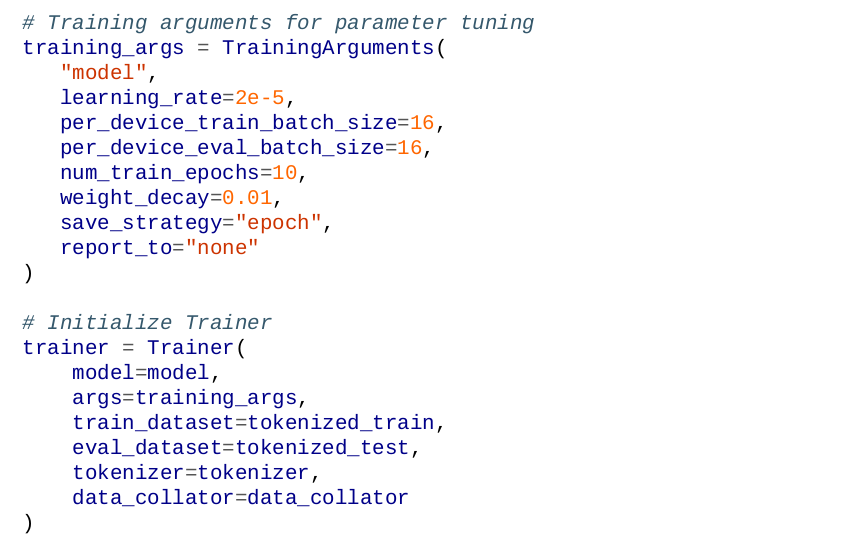 # Training arguments for parameter tuning
training_args = TrainingArguments(
   "model",
   learning_rate=2e-5,
   per_device_train_batch_size=16,
   per_device_eval_batch_size=16,
   num_train_epochs=10,
   weight_decay=0.01,
   save_strategy="epoch",
   report_to="none"
)

# Initialize Trainer
trainer = Trainer(
    model=model,
    args=training_args,
    train_dataset=tokenized_train,
    eval_dataset=tokenized_test,
    tokenizer=tokenizer,
    data_collator=data_collator
)